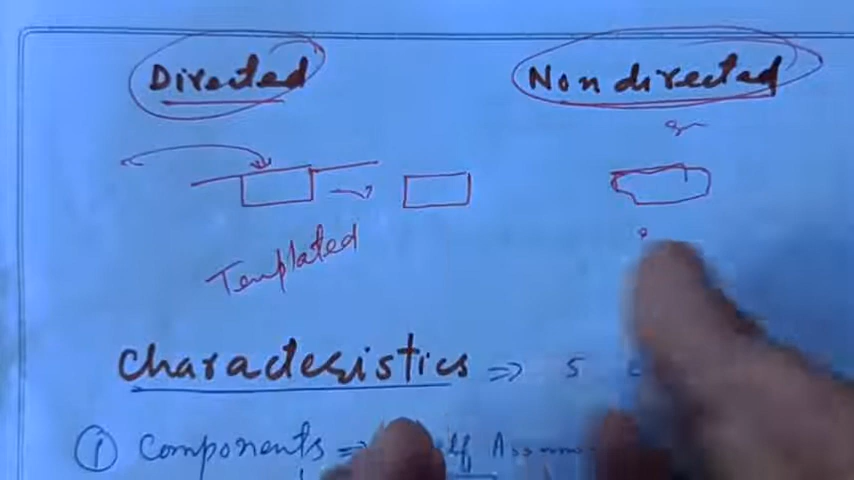 Directed Non directed
Templated
Characteristics => 5
① Components =>